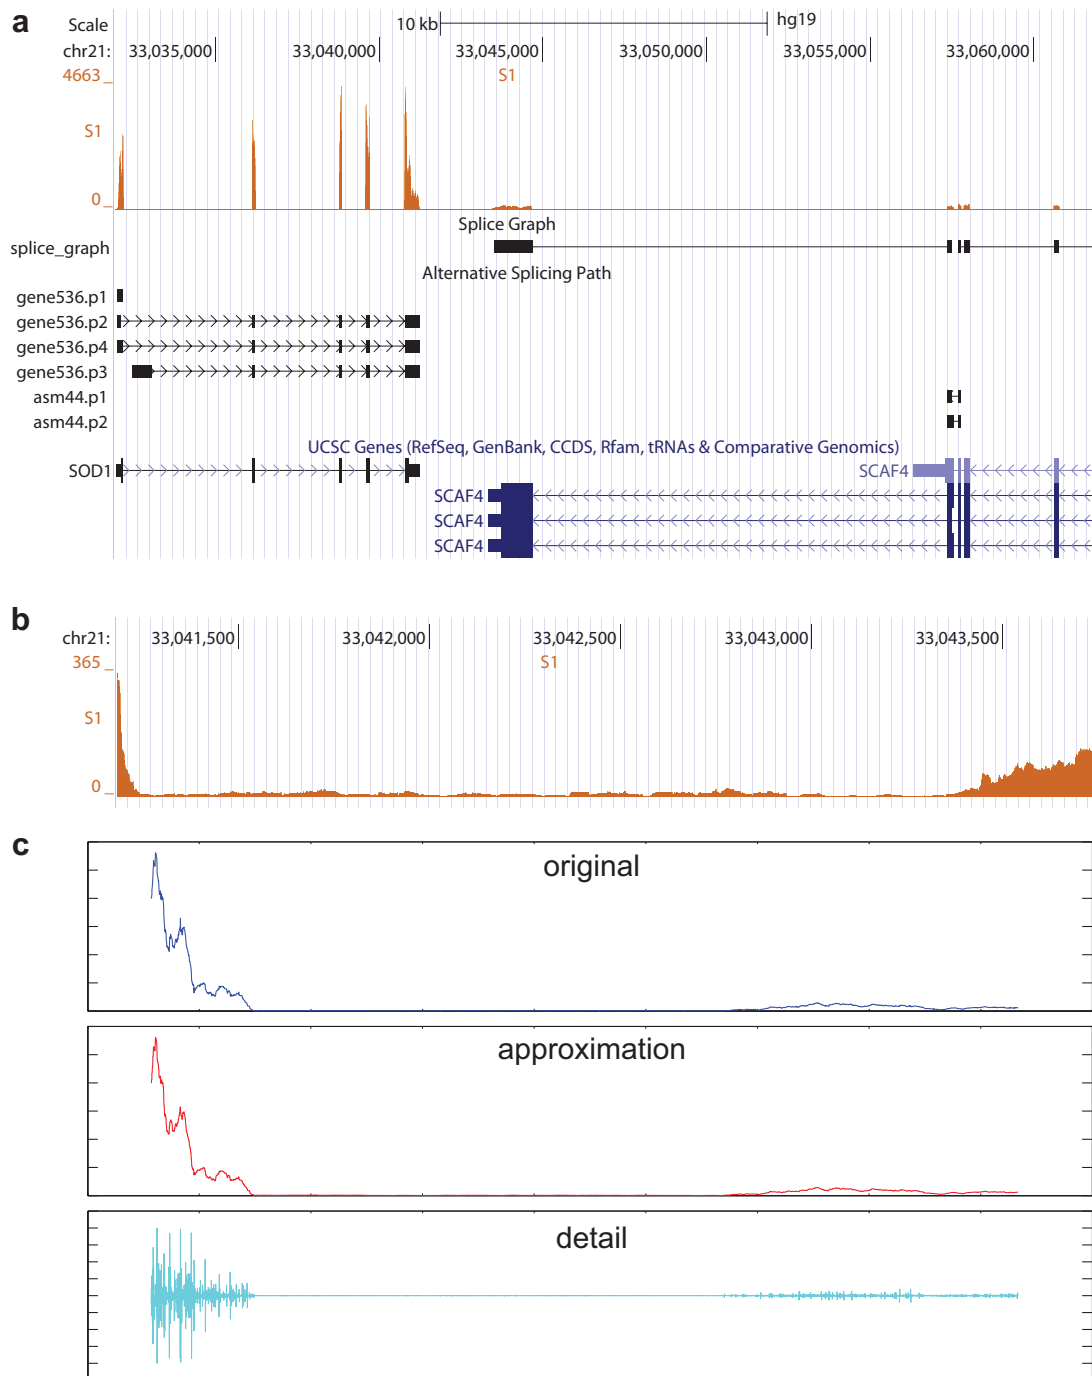 a
Scale 10 kb hg19
chr21: 33,035,000 33,040,000 33,045,000 33,050,000 33,055,000 33,060,000
4663 _ S1
S1
0 _
Splice Graph
splice_graph
Alternative Splicing Path
gene536.p1
gene536.p2
gene536.p4
gene536.p3
asm44.p1
asm44.p2
UCSC Genes (RefSeq, GenBank, CCDS, Rfam, tRNAs & Comparative Genomics)
SOD1 SCAF4
SCAF4
SCAF4
SCAF4
b
chr21: 33,041,500 33,042,000 33,042,500 33,043,000 33,043,500
365 _ S1
S1
0 _
c
original
approximation
detail